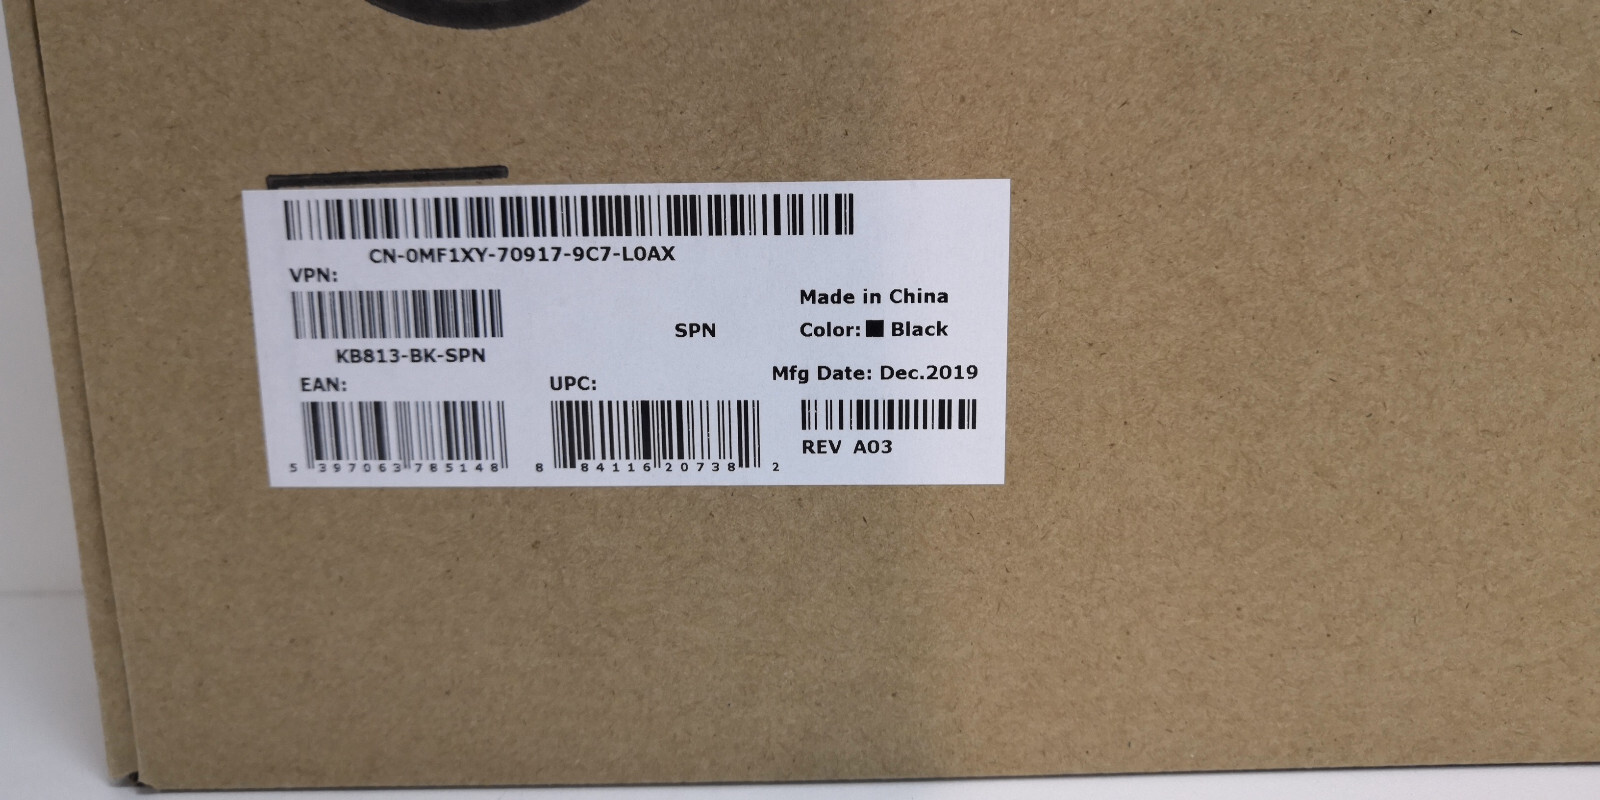 CN-0MF1XY-70917-9C7-L0AX
VPN:
KB813-BK-SPN
SPN
Made in China
Color: Black
Mfg Date: Dec.2019
EAN:
5 397063 785148
UPC:
8 84116 20738 2
REV A03